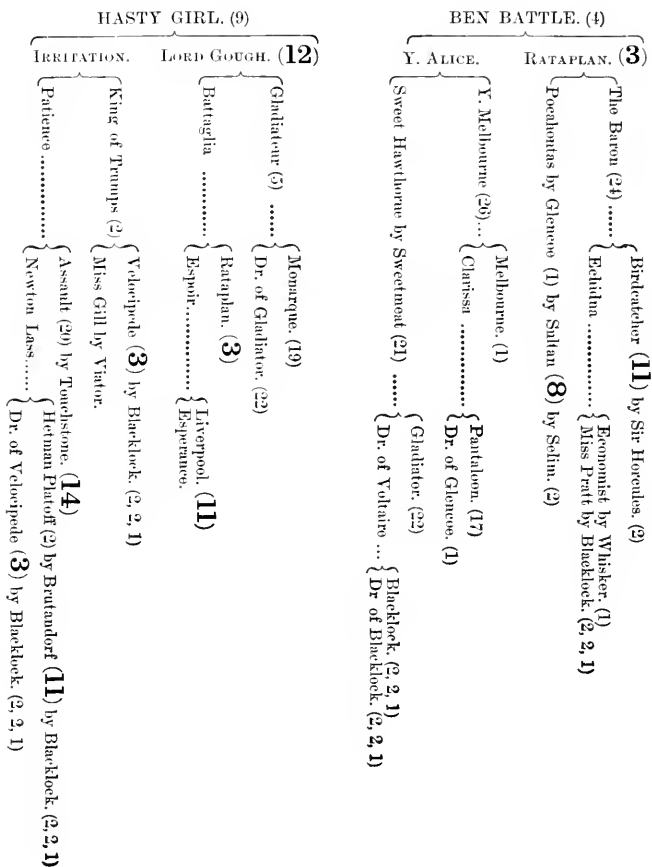 HASTY GIRL. (9)
IRRITATION. LORD GOUGH. (12)
Patience ............
King of Trumps (2)
Battaglia ............
Gladiateur (5) ......
Newton Lass......
Assault (20) by Touchstone. (14)
Miss Gill by Viator.
Velocipede (3) by Blacklock. (2, 2, 1)
Espoir............
Rataplan. (3)
Dr. of Gladiator. (22)
Monarque. (19)
Dr. of Velocipede (3) by Blacklock. (2, 2, 1)
Hetman Platoff (2) by Brutandorf (11) by Blacklock. (2, 2, 1)
Esperance.
Liverpool. (11)
BEN BATTLE. (4)
Y. ALICE. RATAPLAN. (3)
Sweet Hawthorne by Sweetmeat (21) ......
Y. Melbourne (26)...
Pocahontas by Glencoe (1) by Sultan (8) by Selim. (2)
The Baron (24) ......
Dr. of Voltaire ...
Gladiator. (22)
Clarissa ............
Melbourne. (1)
Echidna ............
Birdcatcher (11) by Sir Hercules. (2)
Dr of Blacklock. (2, 2, 1)
Blacklock. (2, 2, 1)
Dr. of Glencoe. (1)
Pantaloon. (17)
Miss Pratt by Blacklock. (2, 2, 1)
Economist by Whisker. (1)